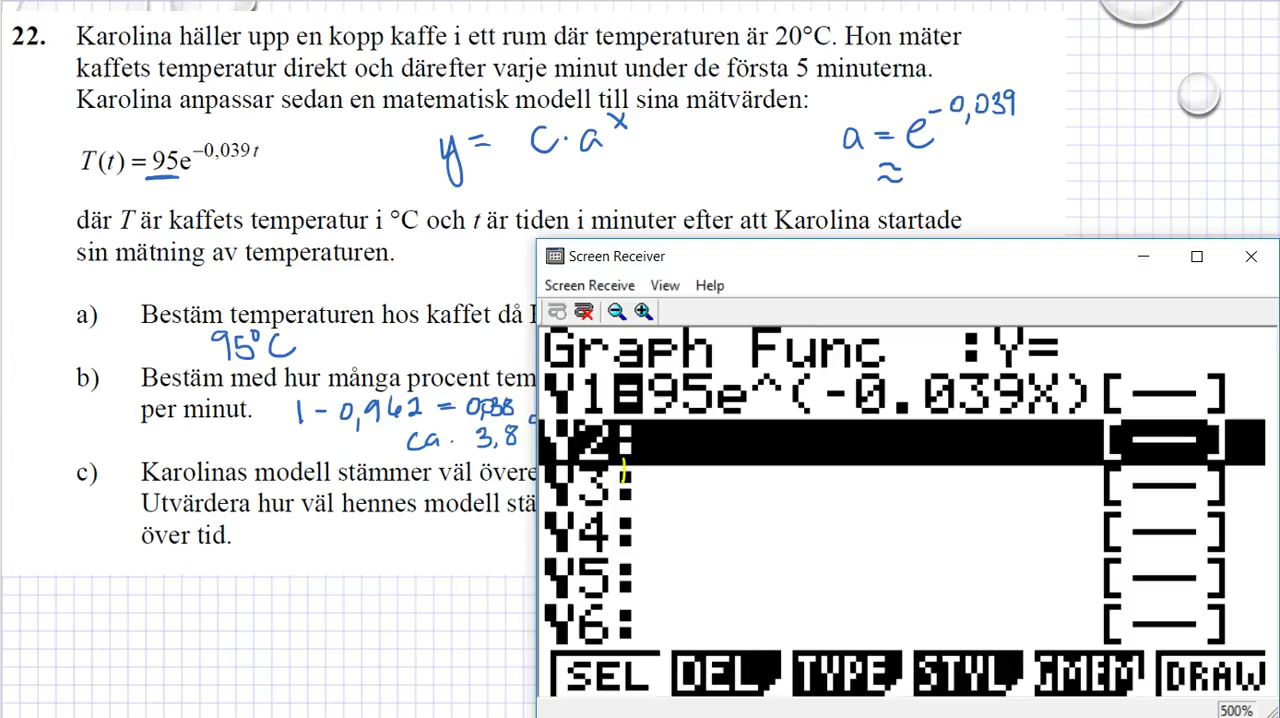 22. Karolina häller upp en kopp kaffe i ett rum där temperaturen är 20°C. Hon mäter
kaffets temperatur direkt och därefter varje minut under de första 5 minuterna.
Karolina anpassar sedan en matematisk modell till sina mätvärden:
y = C · a^x
a = e^-0,039
≈
T(t) = 95e^−0,039t
där T är kaffets temperatur i °C och t är tiden i minuter efter att Karolina startade
sin mätning av temperaturen.
a) Bestäm temperaturen hos kaffet då
95°C
b) Bestäm med hur många procent tem
per minut. 1 - 0,962 = 0,038
ca. 3,8
c) Karolinas modell stämmer väl övere
Utvärdera hur väl hennes modell stä
över tid.
Screen Receiver
Screen Receive View Help
Graph Func :Y=
Y1=95e^(-0.039X) [—]
Y2: [—]
Y3: [—]
Y4: [—]
Y5: [—]
Y6: [—]
SEL DEL TYPE STYL GMEM DRAW
500%